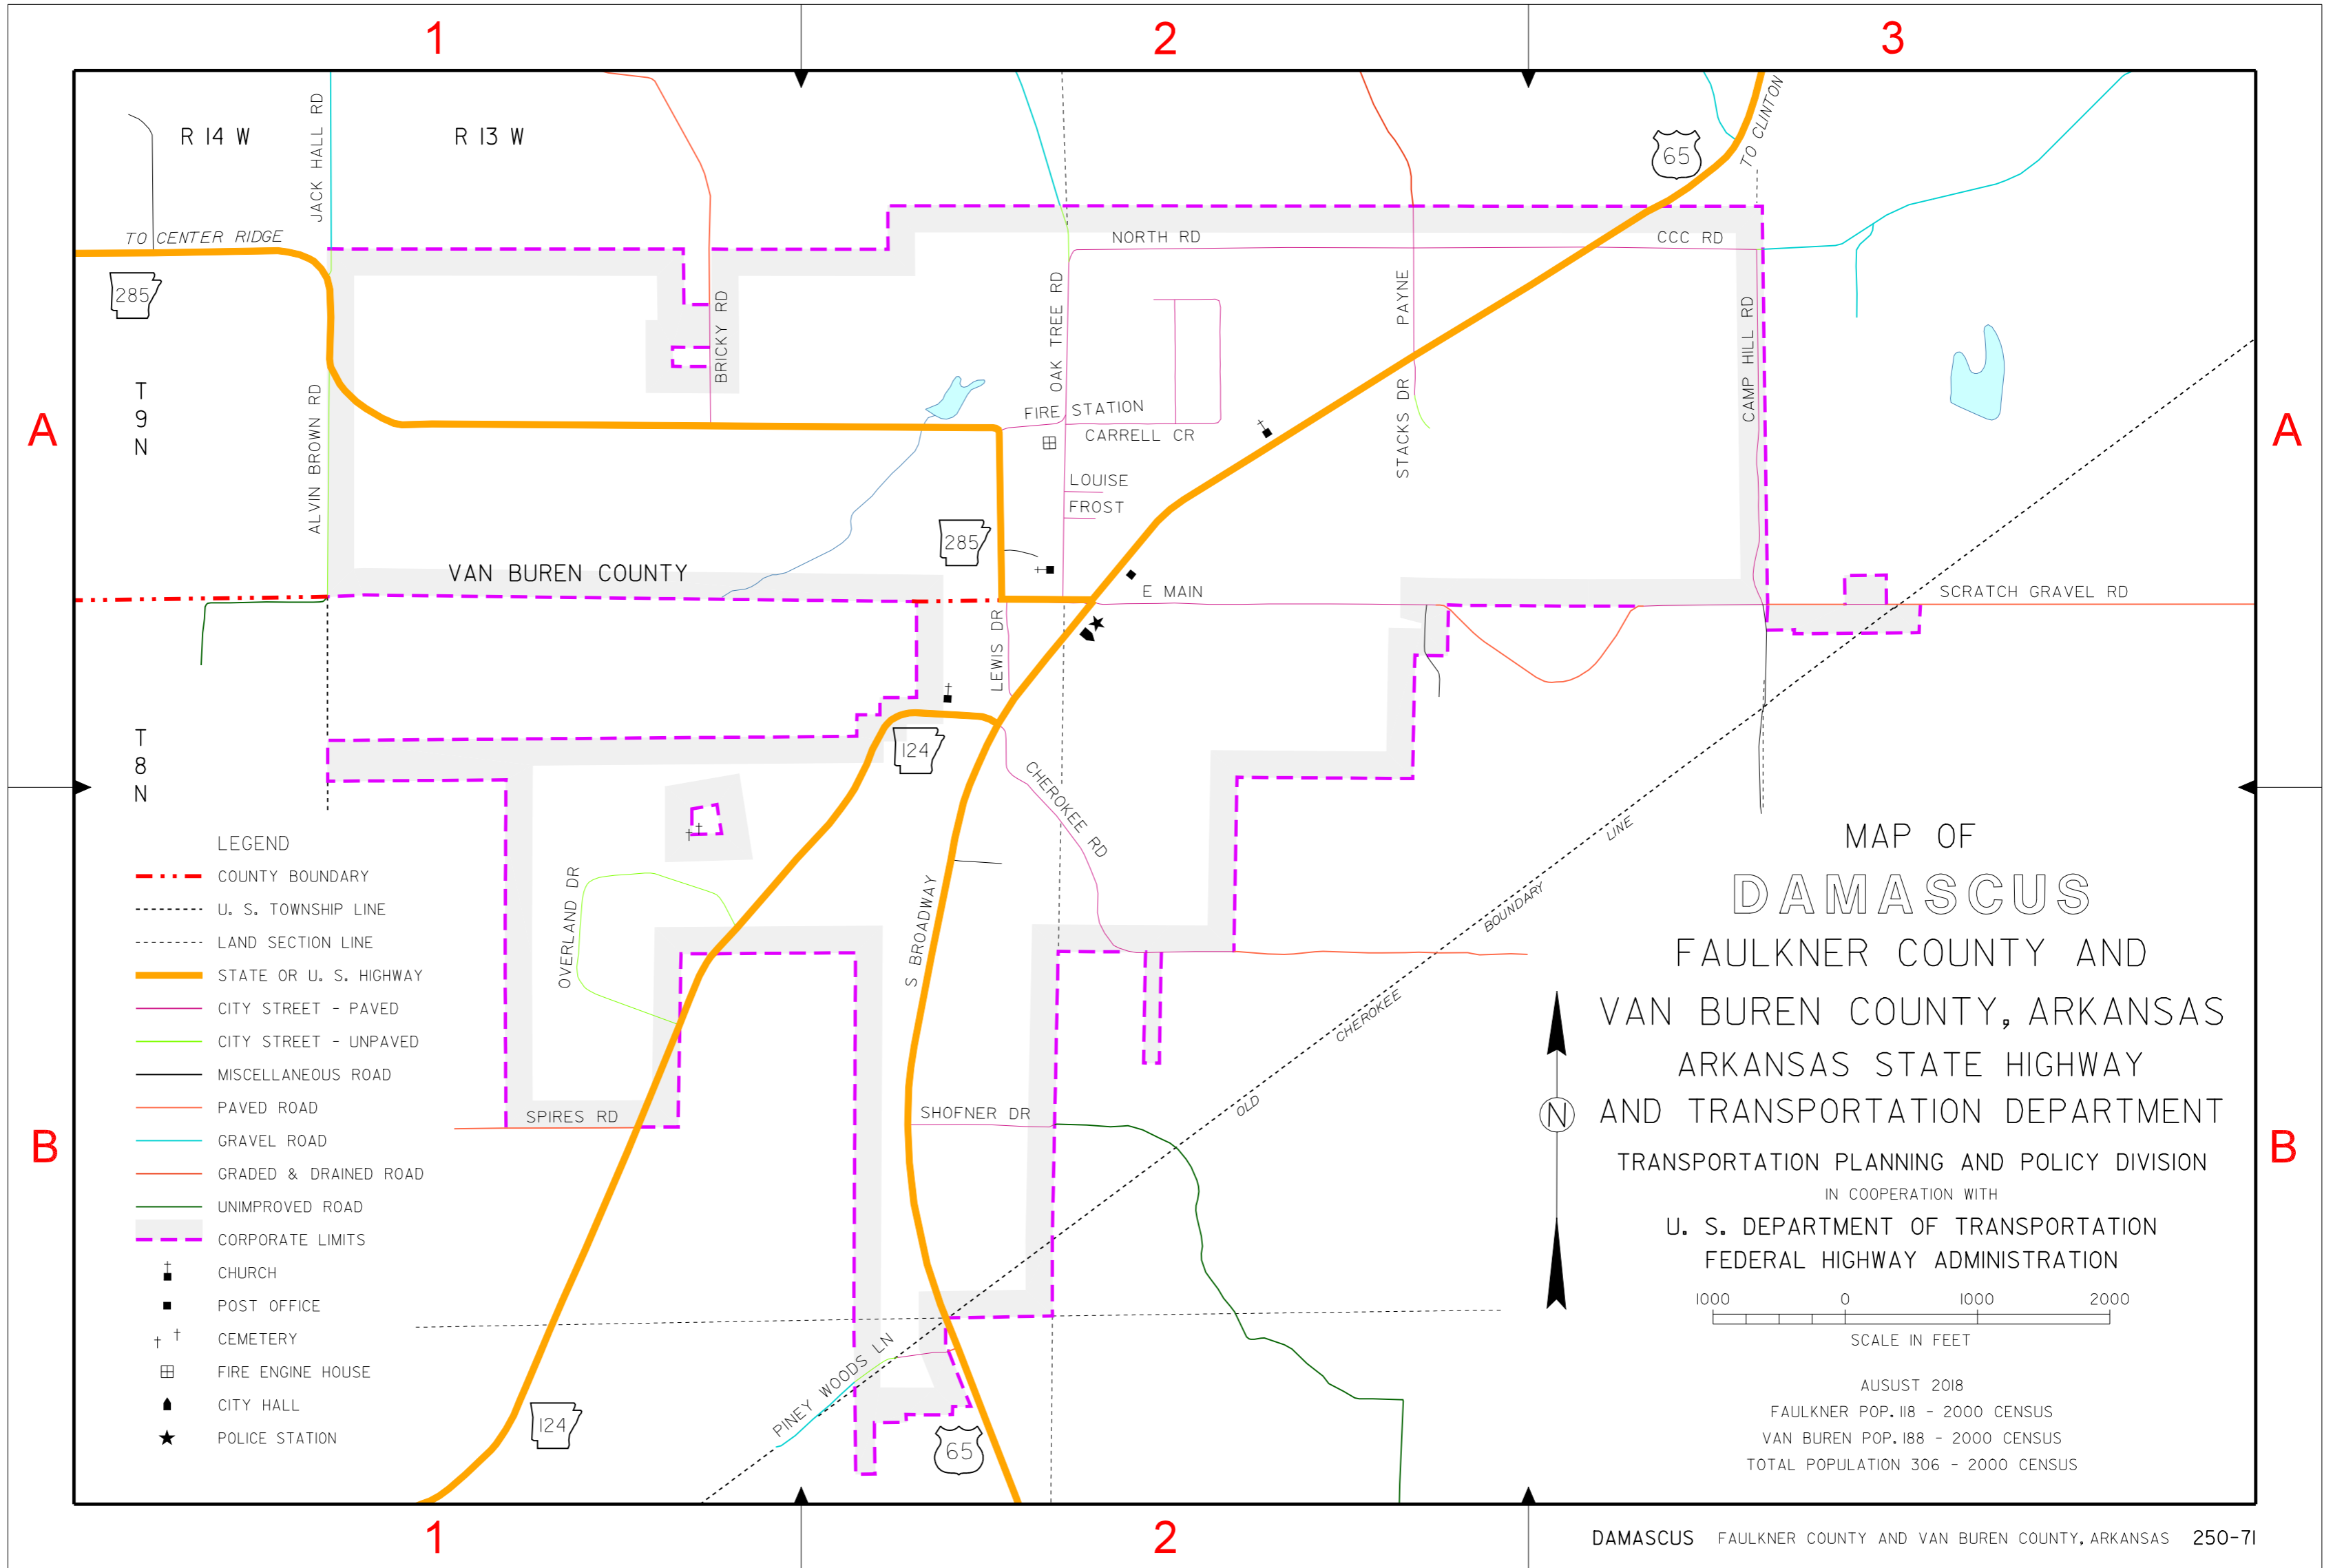 1
2
3
R 14 W
JACK HALL RD
R 13 W
65
TO CLINTON
TO CENTER RIDGE
NORTH RD
CCC RD
285
BRICKY RD
OAK TREE RD
PAYNE
CAMP HILL RD
T
9
N
A
A
ALVIN BROWN RD
FIRE STATION
CARRELL CR
STACKS DR
LOUISE
FROST
285
VAN BUREN COUNTY
E MAIN
SCRATCH GRAVEL RD
LEWIS DR
T
8
N
124
CHEROKEE RD
OVERLAND DR
S BROADWAY
OLD
CHEROKEE
BOUNDARY
LINE
SPIRES RD
SHOFNER DR
B
B
PINEY WOODS LN
124
65
LEGEND
COUNTY BOUNDARY
U. S. TOWNSHIP LINE
LAND SECTION LINE
STATE OR U. S. HIGHWAY
CITY STREET - PAVED
CITY STREET - UNPAVED
MISCELLANEOUS ROAD
PAVED ROAD
GRAVEL ROAD
GRADED & DRAINED ROAD
UNIMPROVED ROAD
CORPORATE LIMITS
CHURCH
POST OFFICE
CEMETERY
FIRE ENGINE HOUSE
CITY HALL
POLICE STATION
MAP OF
DAMASCUS
FAULKNER COUNTY AND
VAN BUREN COUNTY, ARKANSAS
ARKANSAS STATE HIGHWAY
AND TRANSPORTATION DEPARTMENT
TRANSPORTATION PLANNING AND POLICY DIVISION
IN COOPERATION WITH
U. S. DEPARTMENT OF TRANSPORTATION
FEDERAL HIGHWAY ADMINISTRATION
N
1000 0 1000 2000
SCALE IN FEET
AUSUST 2018
FAULKNER POP. 118 - 2000 CENSUS
VAN BUREN POP. 188 - 2000 CENSUS
TOTAL POPULATION 306 - 2000 CENSUS
1
2
DAMASCUS FAULKNER COUNTY AND VAN BUREN COUNTY, ARKANSAS 250-71